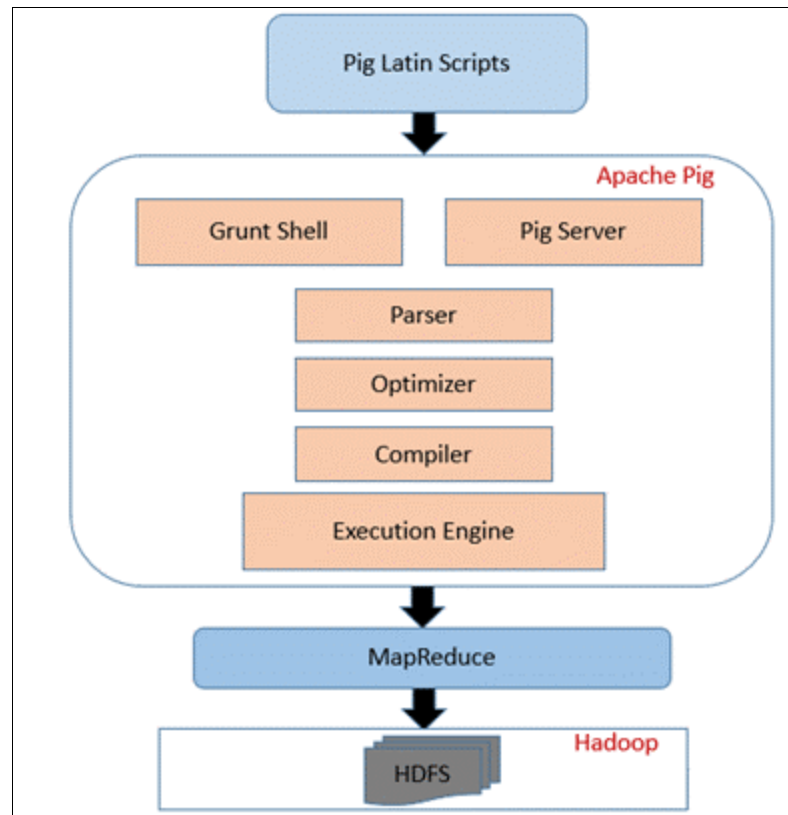 Pig Latin Scripts
Apache Pig
Grunt Shell
Pig Server
Parser
Optimizer
Compiler
Execution Engine
MapReduce
Hadoop
HDFS